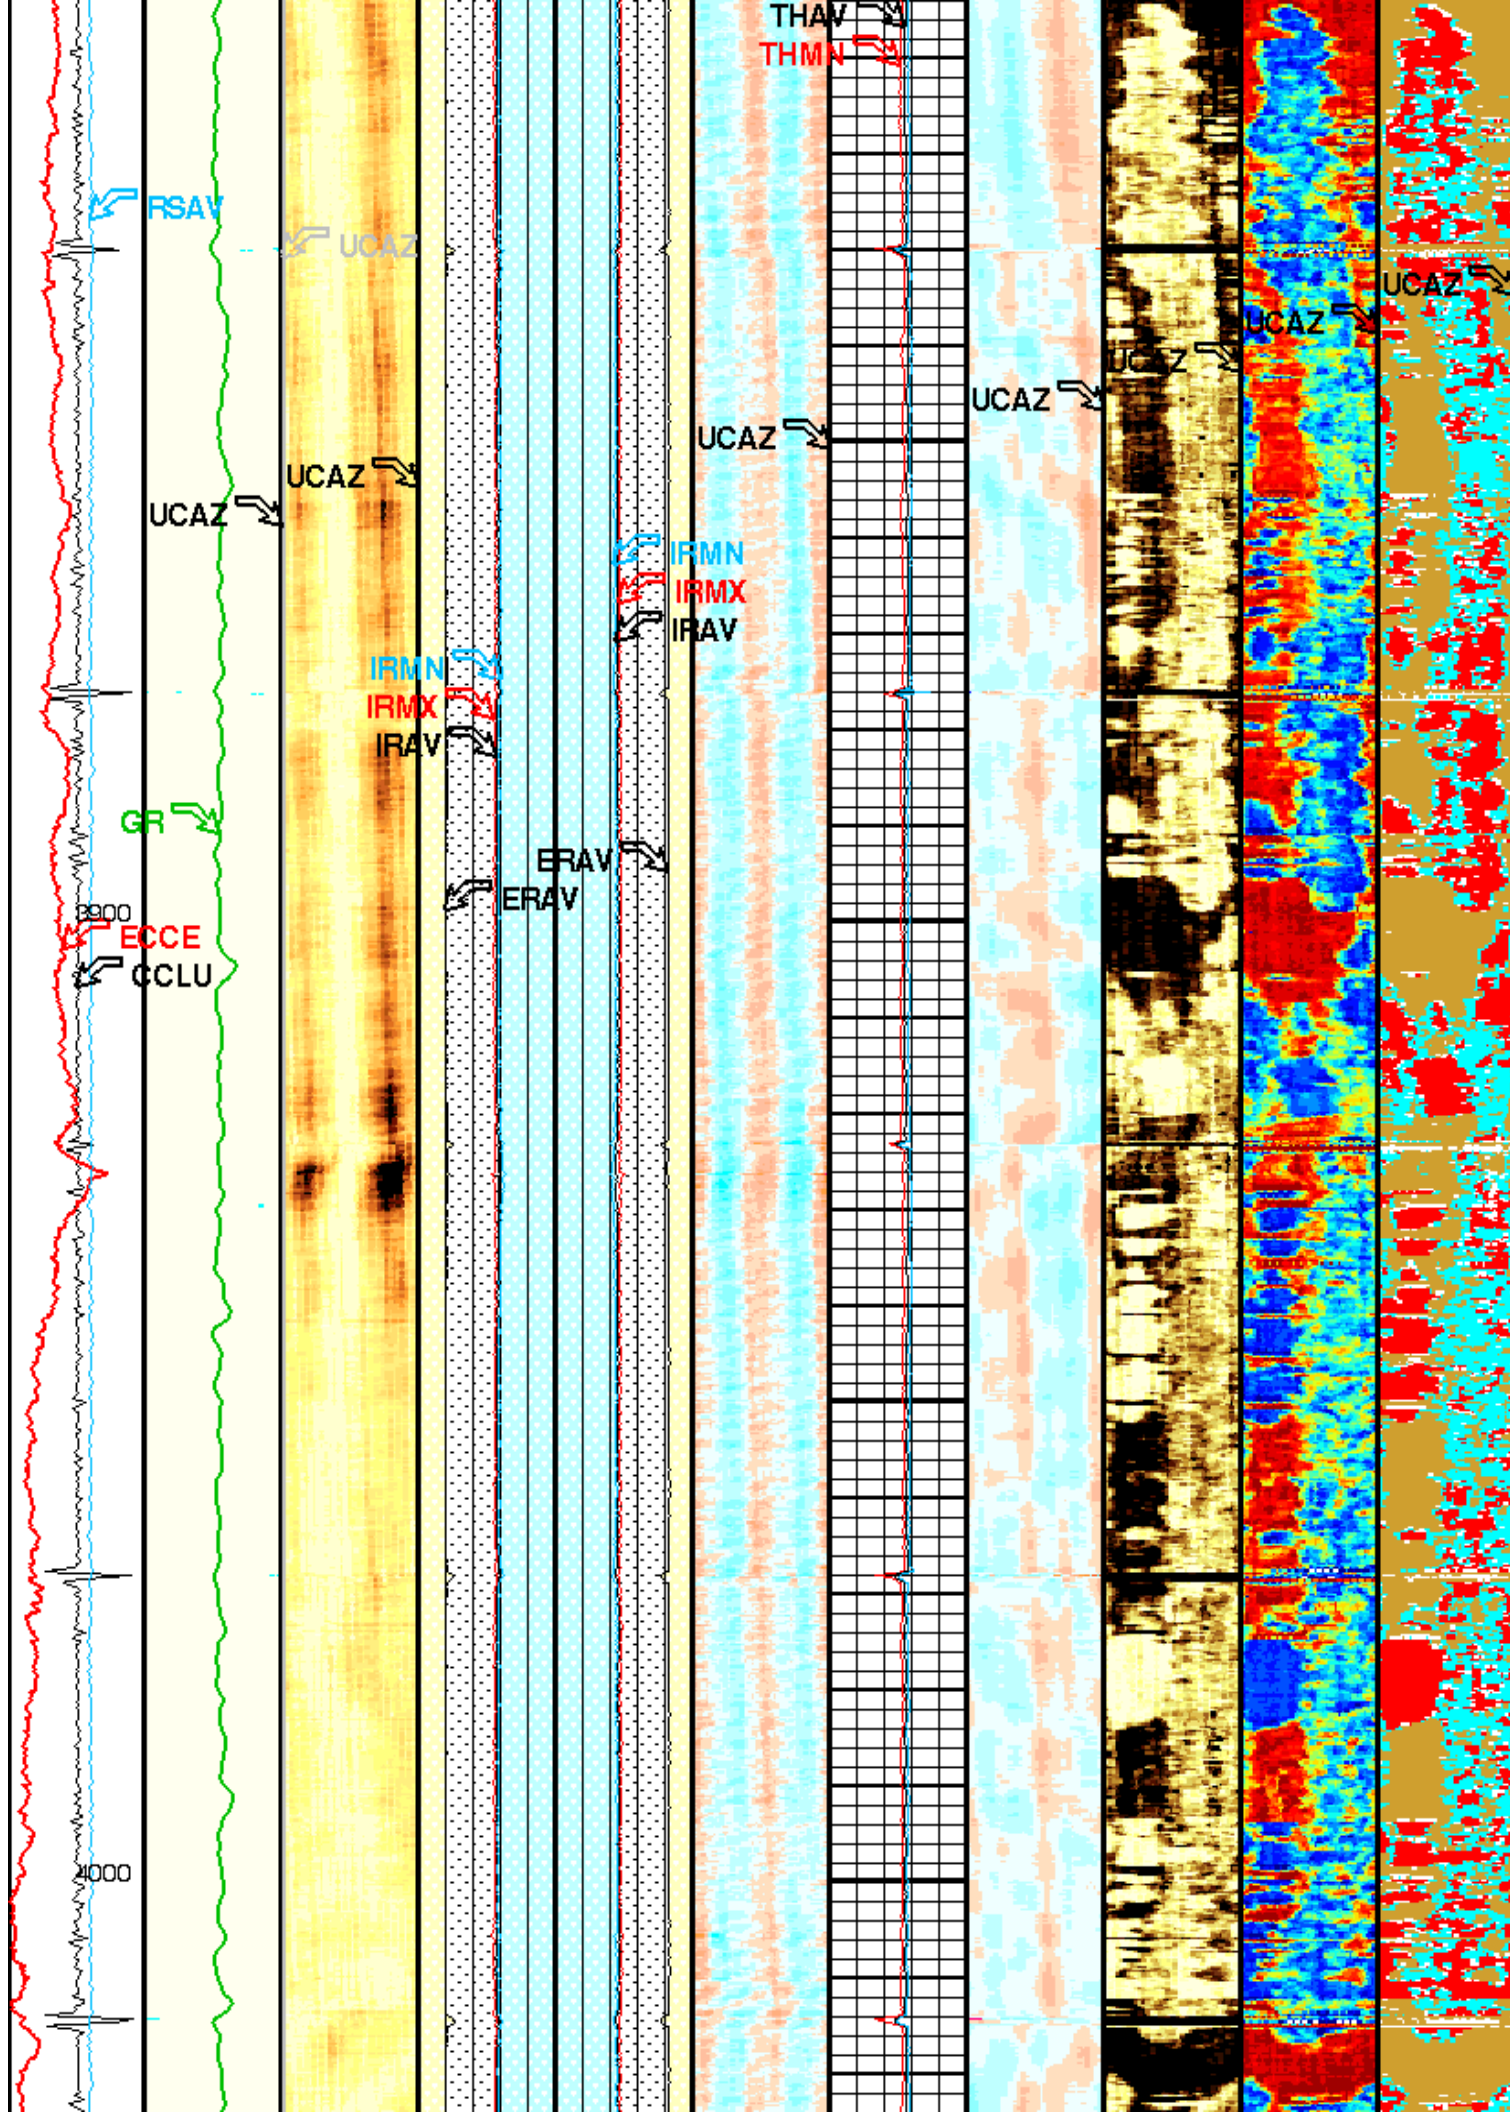 THAV
THMN
RSAV
UCAZ
UCAZ
UCAZ
UCAZ
UCAZ
UCAZ
UCAZ
UCAZ
IRMN
IRMX
IRAV
IRMN
IRMX
IRAV
GR
ERAV
ERAV
3900
ECCE
CCLU
4000